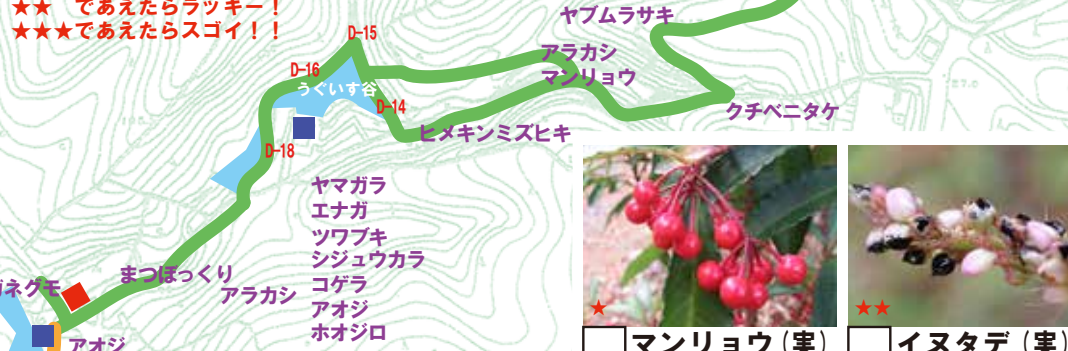 ★★ であえたらラッキー！
★★★であえたらスゴイ！！
ヤブムラサキ
D-15
アラカシ
マンリョウ
D-16
うぐいす谷
D-14
クチベニタケ
ヒメキンミズヒキ
D-18
ヤマガラ
エナガ
ツワブキ
シジュウカラ
コゲラ
アオジ
ホオジロ
まつぼっくり
アラカシ
ネグモ
アオジ
★
★★
マンリョウ（実）
イヌタデ（実）